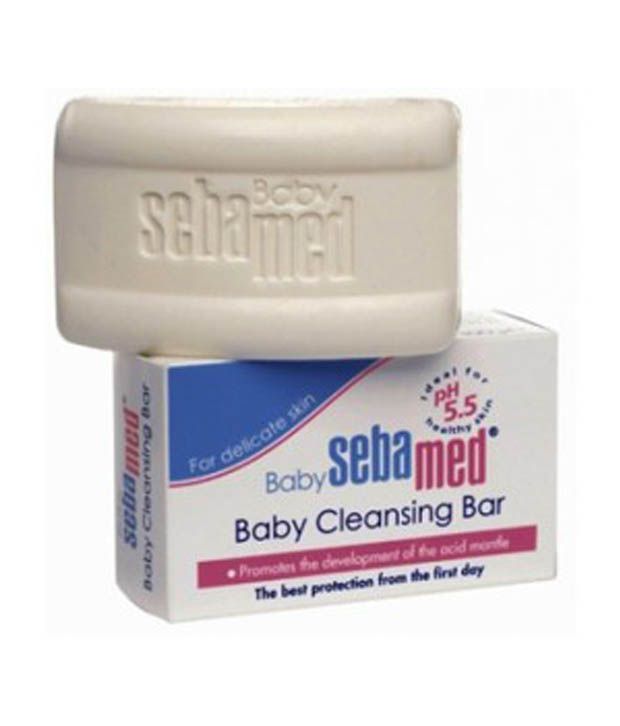 Baby
sebamed
For delicate skin
ideal for
pH
5.5
healthy skin
Baby sebamed®
Baby Cleansing Bar
• Promotes the development of the acid mantle
The best protection from the first day
sebamed®
Baby Cleansing Bar